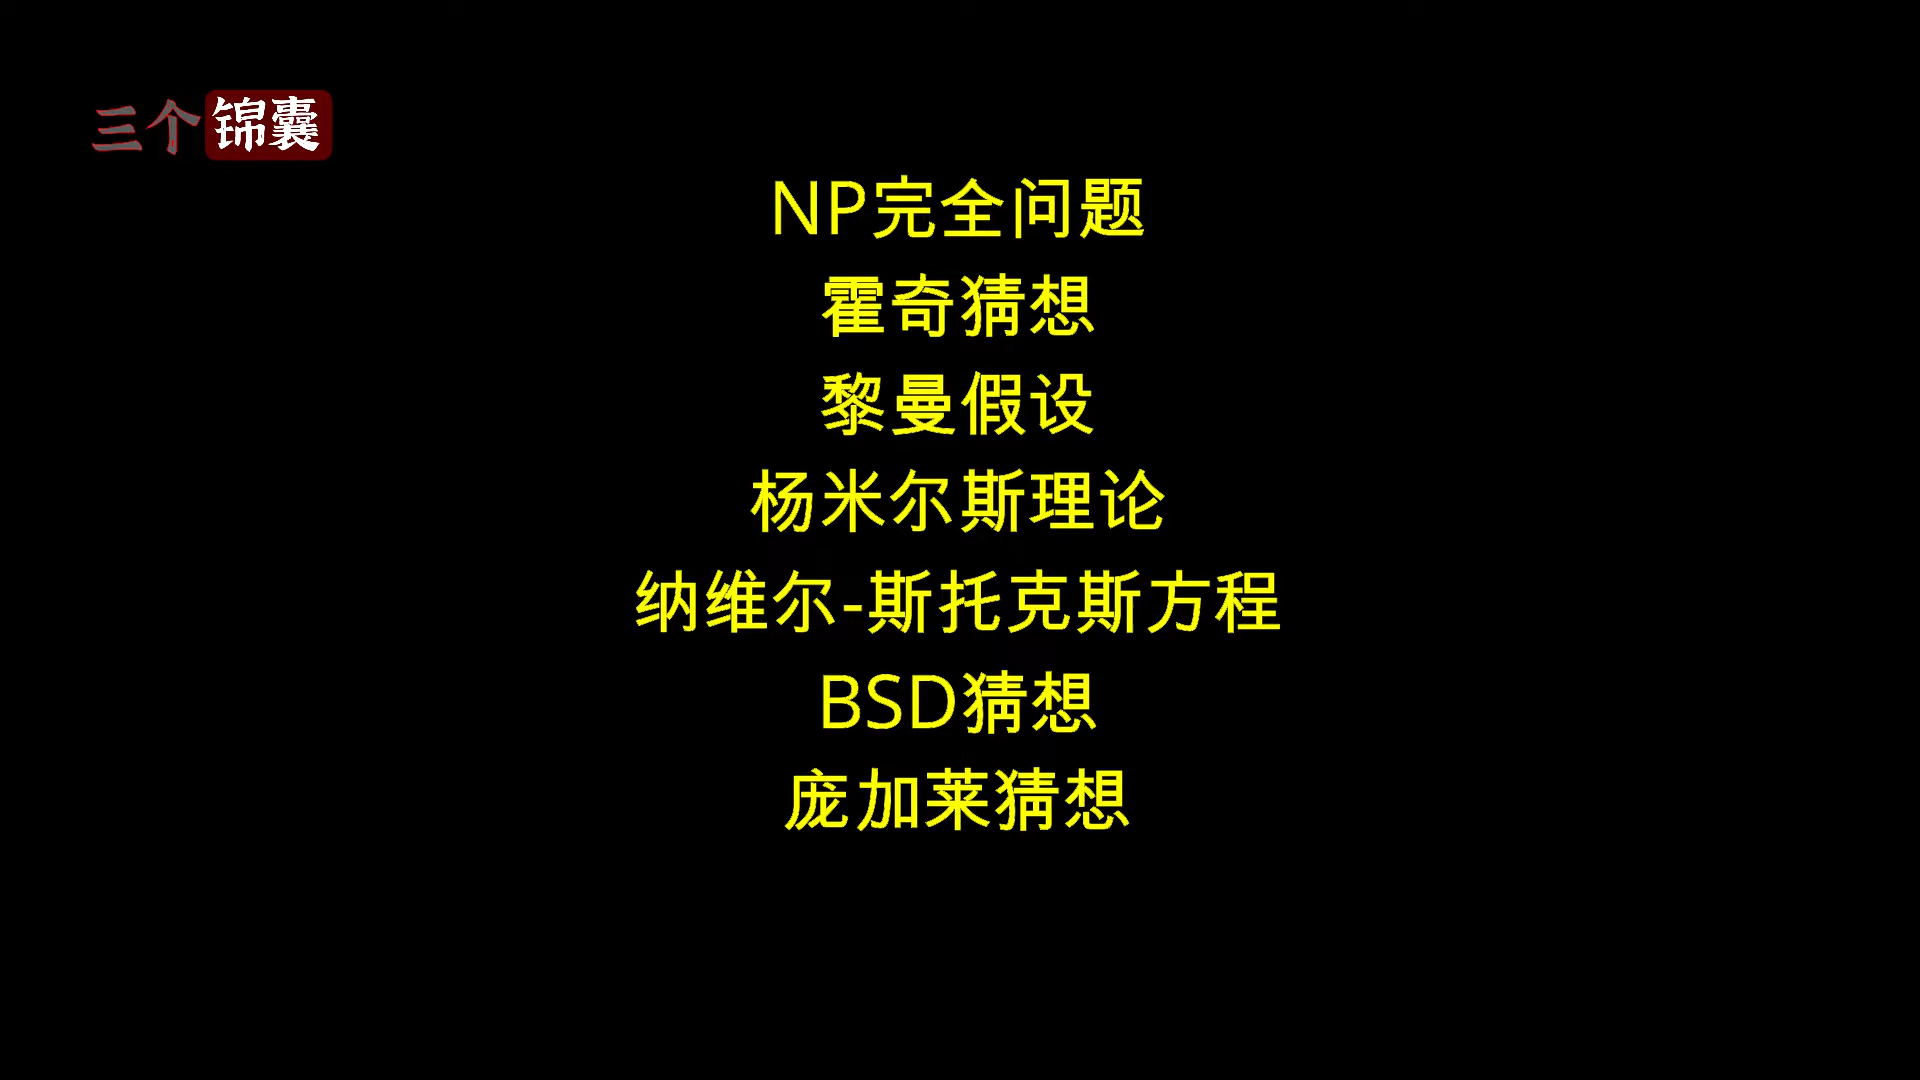 三个锦囊
NP完全问题
霍奇猜想
黎曼假设
杨米尔斯理论
纳维尔-斯托克斯方程
BSD猜想
庞加莱猜想